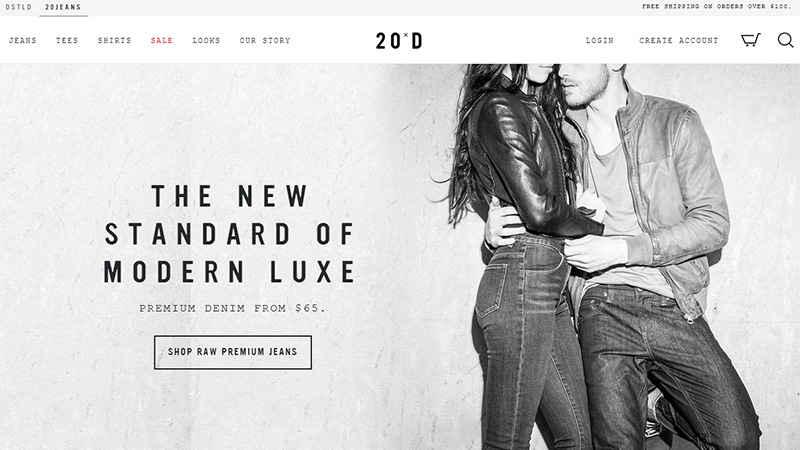 DSTLD 20JEANS FREE SHIPPING ON ORDERS OVER $100.
JEANS TEES SHIRTS SALE LOOKS OUR STORY 20×D LOGIN CREATE ACCOUNT
THE NEW
STANDARD OF
MODERN LUXE
PREMIUM DENIM FROM $65.
SHOP RAW PREMIUM JEANS